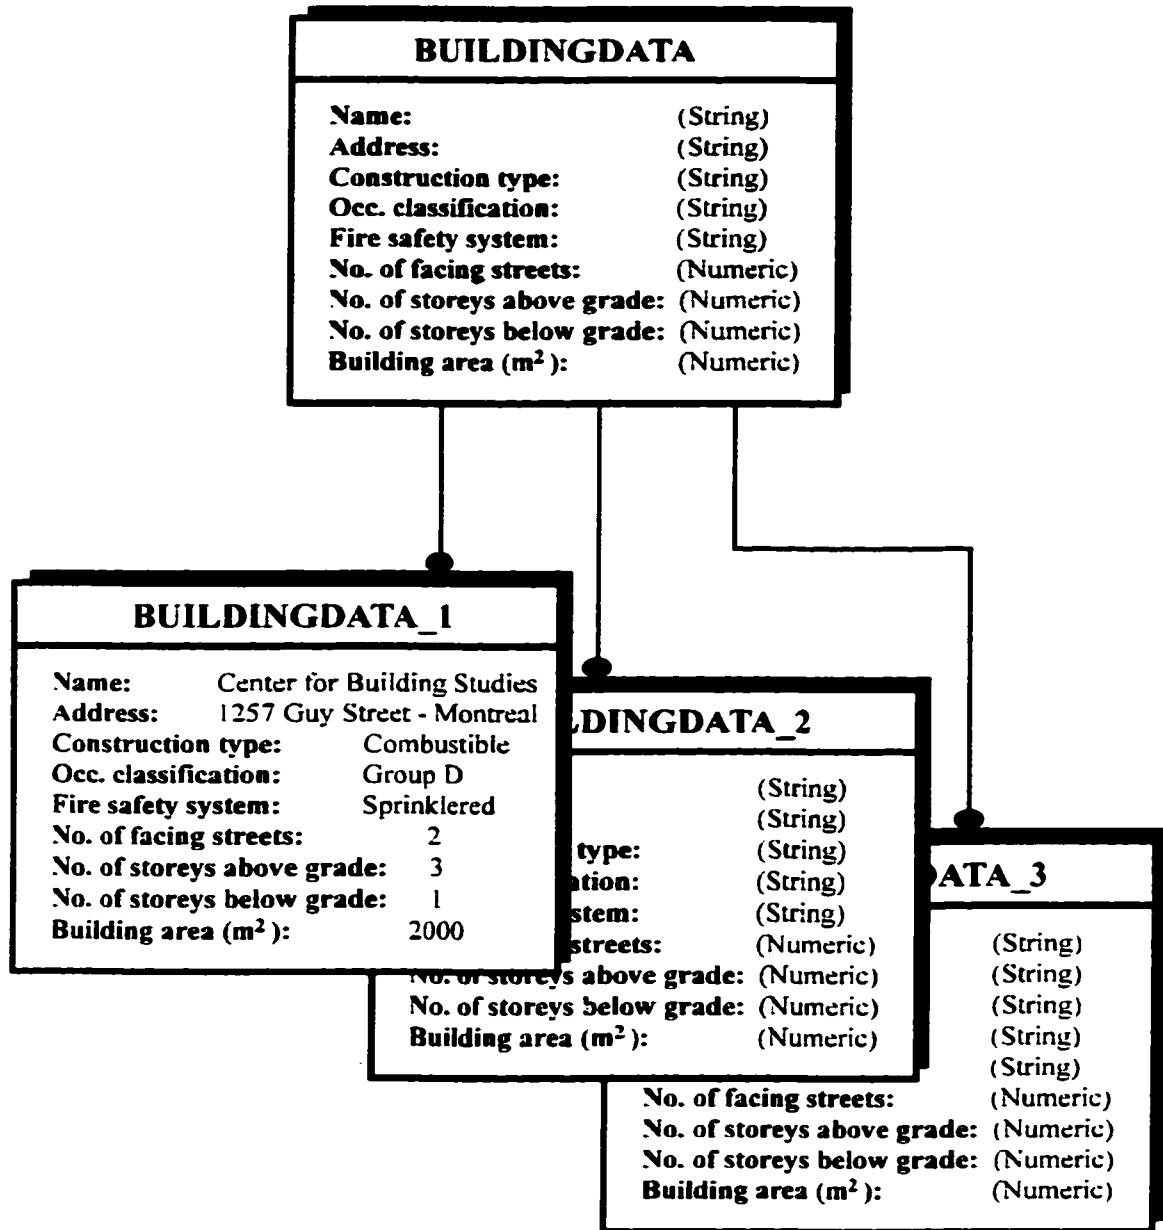 BUILDINGDATA
Name: (String)
Address: (String)
Construction type: (String)
Occ. classification: (String)
Fire safety system: (String)
No. of facing streets: (Numeric)
No. of storeys above grade: (Numeric)
No. of storeys below grade: (Numeric)
Building area (m²): (Numeric)
BUILDINGDATA_1
Name: Center for Building Studies
Address: 1257 Guy Street - Montreal
Construction type: Combustible
Occ. classification: Group D
Fire safety system: Sprinklered
No. of facing streets: 2
No. of storeys above grade: 3
No. of storeys below grade: 1
Building area (m²): 2000
LDINGDATA_2
(String)
(String)
type: (String)
ation: (String)
stem: (String)
streets: (Numeric)
No. of storeys above grade: (Numeric)
No. of storeys below grade: (Numeric)
Building area (m²): (Numeric)
DATA_3
(String)
(String)
(String)
(String)
(String)
No. of facing streets: (Numeric)
No. of storeys above grade: (Numeric)
No. of storeys below grade: (Numeric)
Building area (m²): (Numeric)